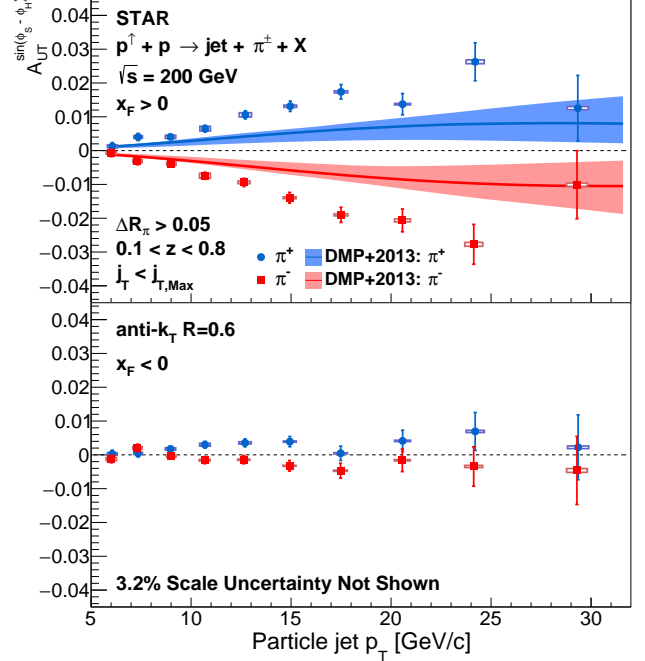 A_UT^sin(φ_S - φ_H)
0.04
0.03
0.02
0.01
0
−0.01
−0.02
−0.03
−0.04
STAR
p↑ + p → jet + π± + X
√s = 200 GeV
x_F > 0
ΔR_π > 0.05
0.1 < z < 0.8
j_T < j_T,Max
π+ DMP+2013: π+
π- DMP+2013: π-
0.04
0.03
0.02
0.01
0
−0.01
−0.02
−0.03
−0.04
anti-k_T R=0.6
x_F < 0
3.2% Scale Uncertainty Not Shown
5 10 15 20 25 30
Particle jet p_T [GeV/c]